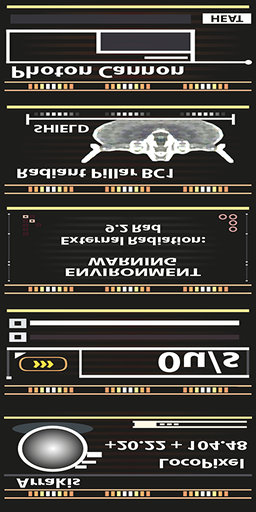 Arrakis
LocoPixel
+20.22 + 104.48
0u/s
ENVIRONMENT
WARNING
External Radiation:
9.2 Rad
Radiant Pillar BC1
SHIELD
Photon Cannon
HEAT